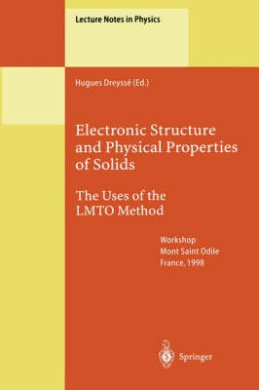 Lecture Notes in Physics
Hugues Dreyssé (Ed.)
Electronic Structure
and Physical Properties
of Solids
The Uses of the
LMTO Method
Workshop
Mont Saint Odile
France, 1998
Springer